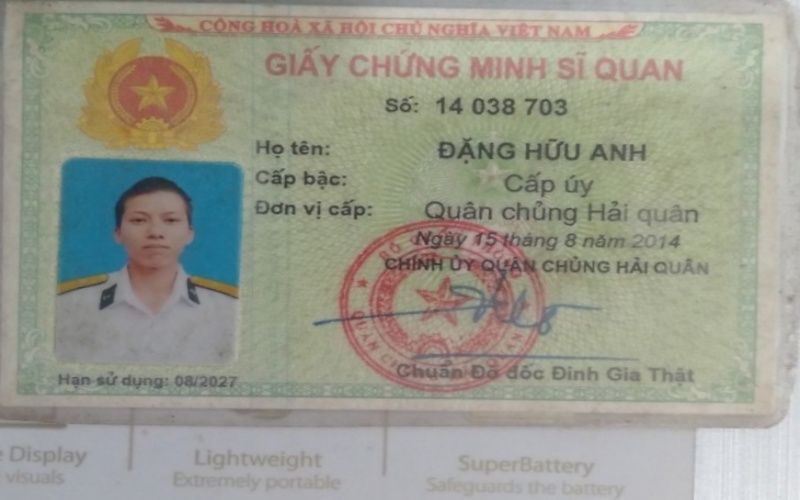 CỘNG HOÀ XÃ HỘI CHỦ NGHĨA VIỆT NAM
GIẤY CHỨNG MINH SĨ QUAN
Số: 14 038 703
Họ tên: ĐẶNG HỮU ANH
Cấp bậc: Cấp úy
Đơn vị cấp: Quân chủng Hải quân
Ngày 15 tháng 8 năm 2014
CHÍNH ỦY QUÂN CHỦNG HẢI QUÂN
Chuẩn Đô đốc Đinh Gia Thật
Hạn sử dụng: 08/2027
Display
visuals
Lightweight
Extremely portable
SuperBattery
Safeguards the battery